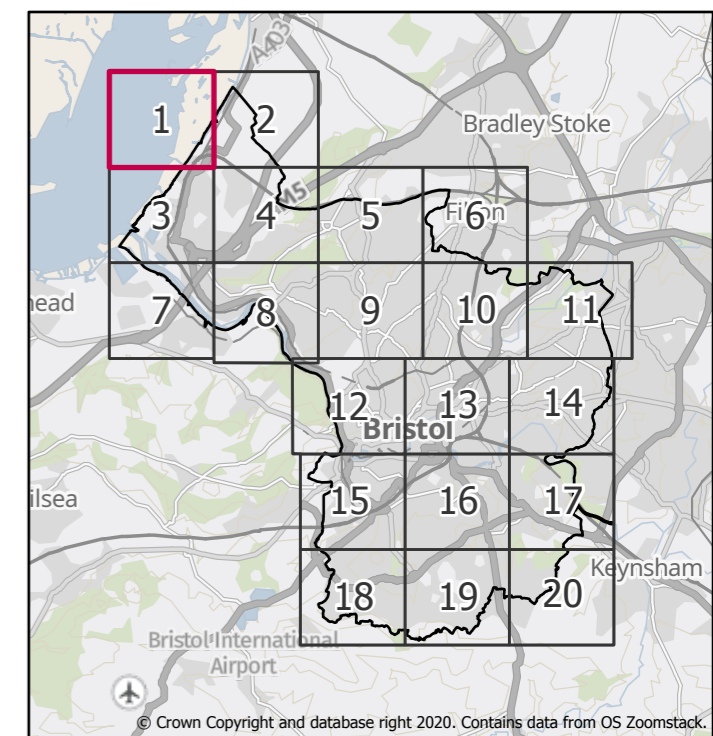 A403
1
2
Bradley Stoke
M5
3
4
5
Filton
6
head
7
8
9
10
11
12
13
14
Bristol
ilsea
15
16
17
Keynsham
18
19
20
Bristol International
Airport
© Crown Copyright and database right 2020. Contains data from OS Zoomstack.